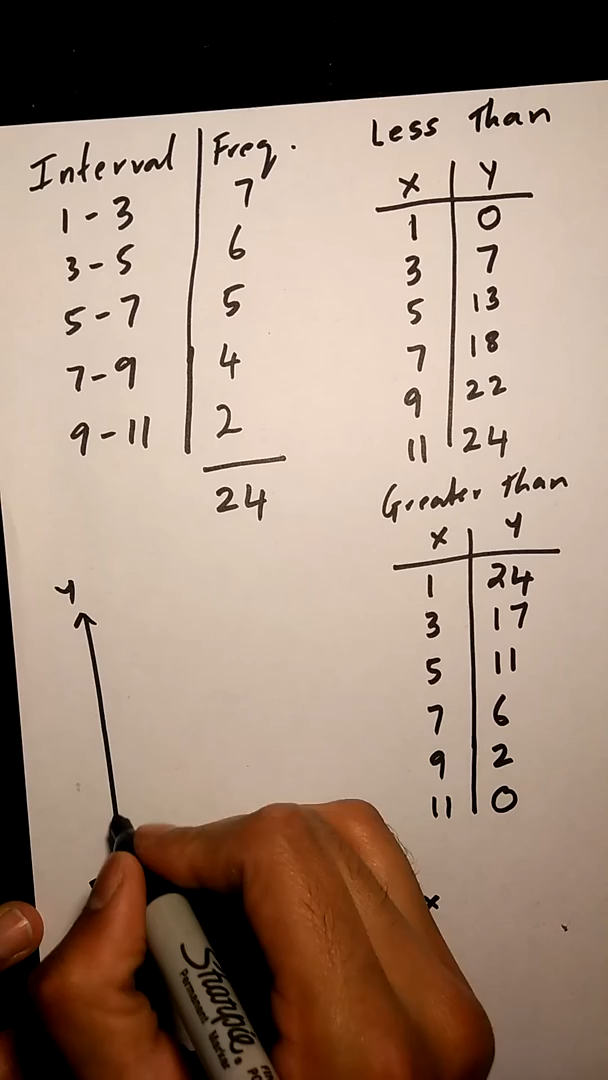 Interval | Freq.
1 - 3 | 7
3 - 5 | 6
5 - 7 | 5
7 - 9 | 4
9 - 11 | 2
24
Less Than
X | Y
1 | 0
3 | 7
5 | 13
7 | 18
9 | 22
11 | 24
Greater than
X | Y
1 | 24
3 | 17
5 | 11
7 | 6
9 | 2
11 | 0
Y
x
Sharpie.
Permanent Marker